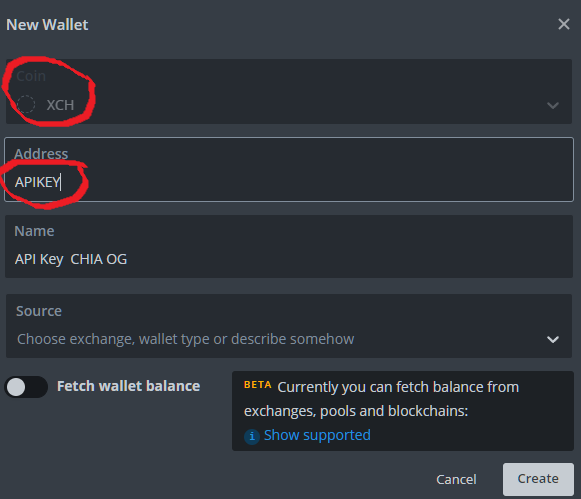 New Wallet
Coin
XCH
Address
APIKEY
Name
API Key  CHIA OG
Source
Choose exchange, wallet type or describe somehow
Fetch wallet balance
BETA Currently you can fetch balance from
exchanges, pools and blockchains:
i Show supported
Cancel
Create